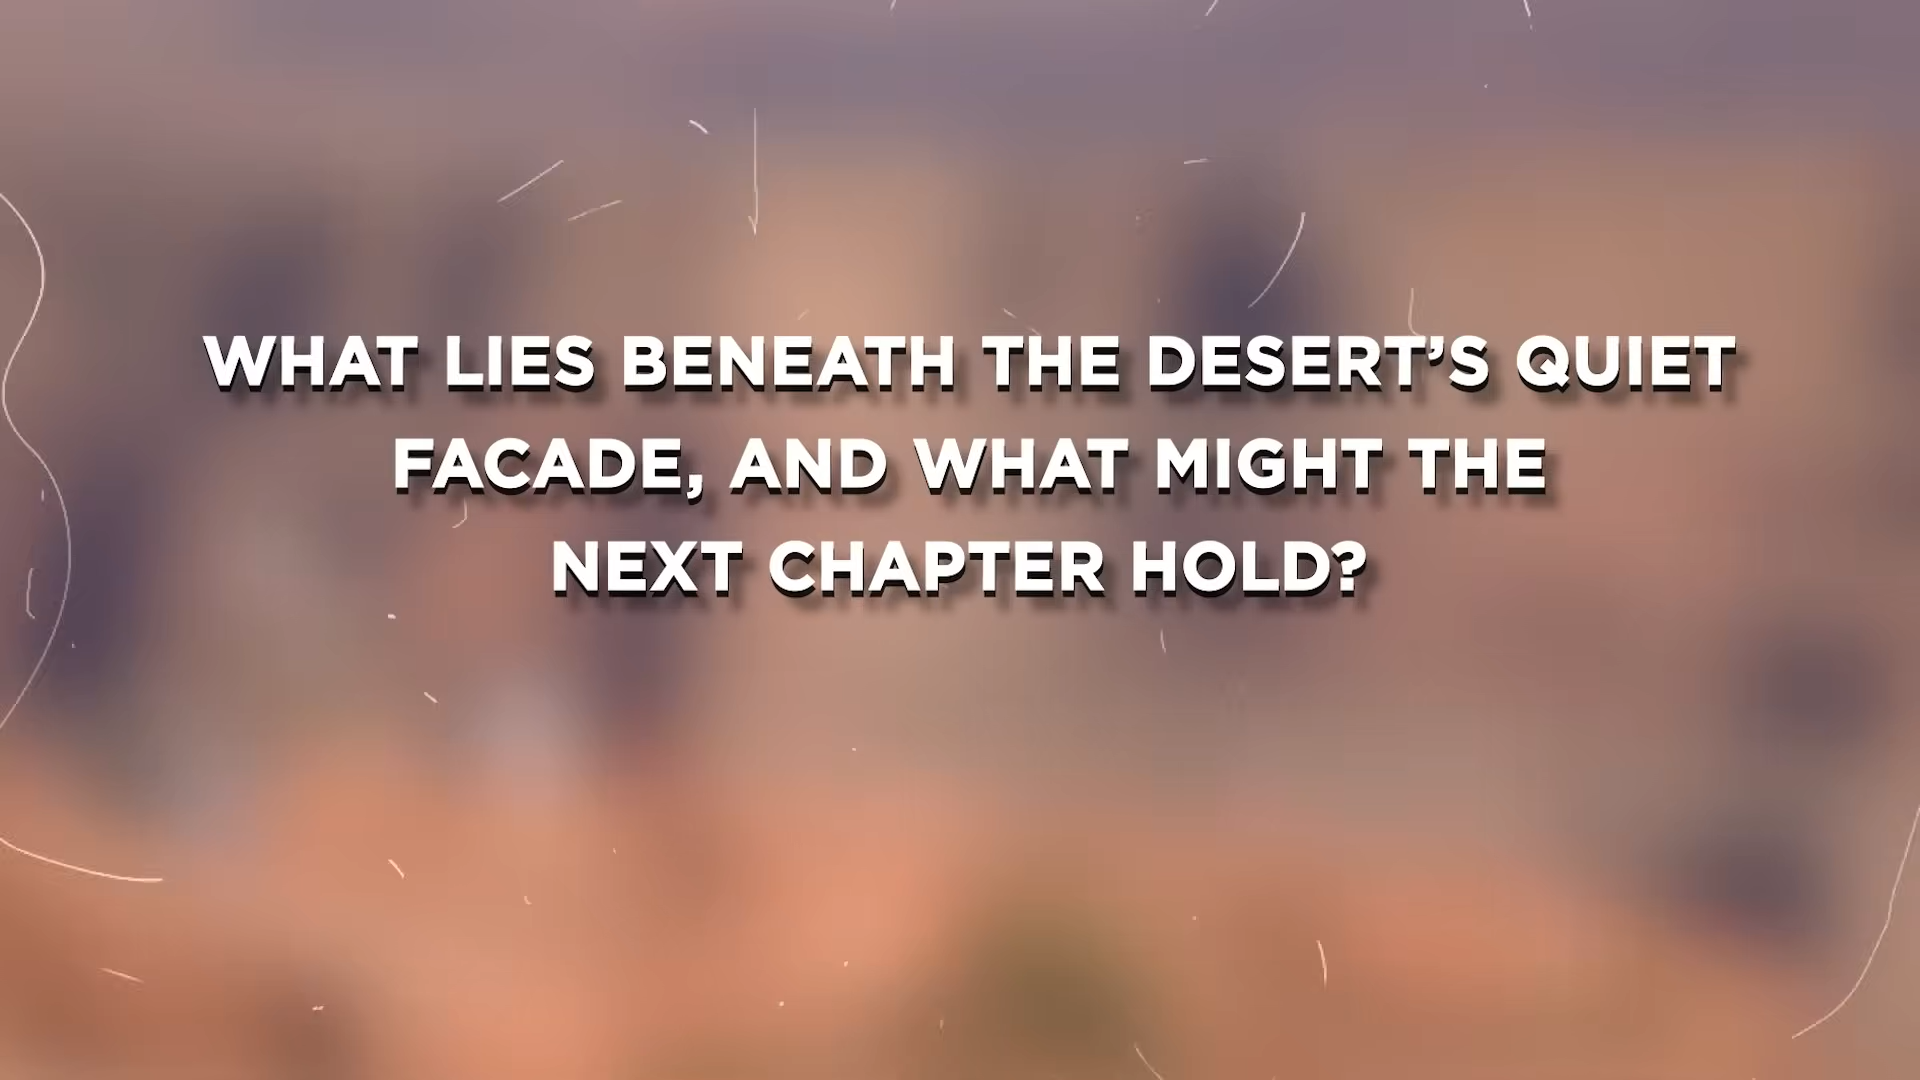 WHAT LIES BENEATH THE DESERT’S QUIET
FACADE, AND WHAT MIGHT THE
NEXT CHAPTER HOLD?